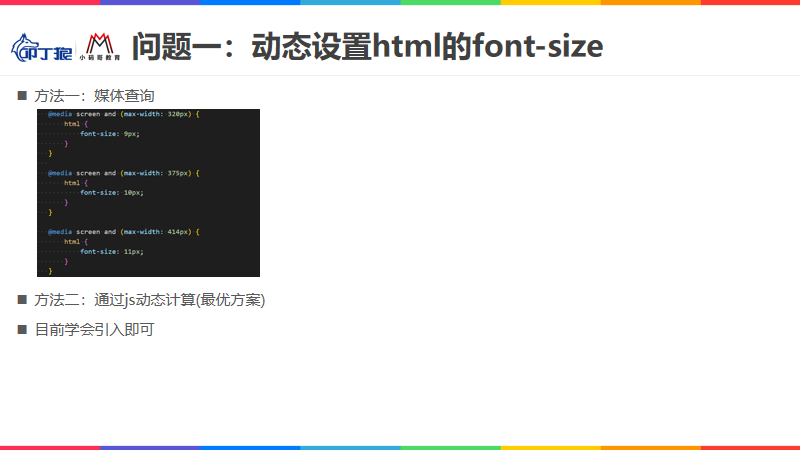 叩丁狼
小码哥教育
问题一：动态设置html的font-size
■ 方法一：媒体查询
@media screen and (max-width: 320px) {
html {
font-size: 9px;
}
}
@media screen and (max-width: 375px) {
html {
font-size: 10px;
}
}
@media screen and (max-width: 414px) {
html {
font-size: 11px;
}
}
■ 方法二：通过js动态计算(最优方案)
■ 目前学会引入即可